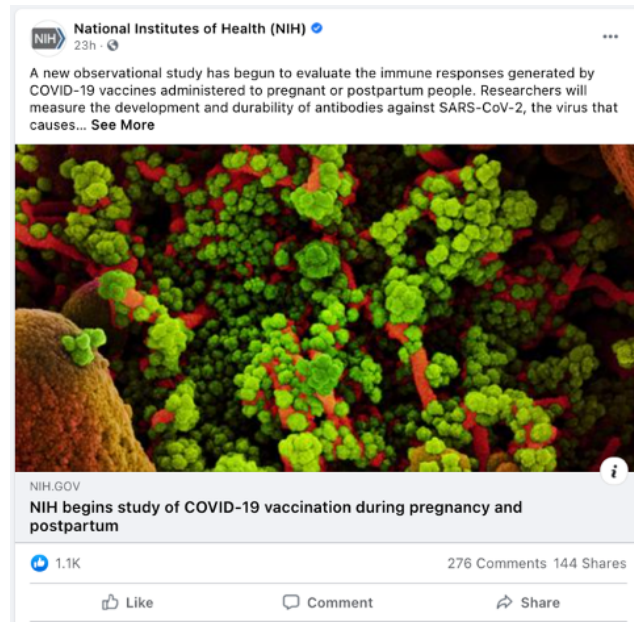 NIH
National Institutes of Health (NIH)
23h ·
A new observational study has begun to evaluate the immune responses generated by
COVID-19 vaccines administered to pregnant or postpartum people. Researchers will
measure the development and durability of antibodies against SARS-CoV-2, the virus that
causes... See More
i
NIH.GOV
NIH begins study of COVID-19 vaccination during pregnancy and
postpartum
1.1K 276 Comments 144 Shares
Like Comment Share